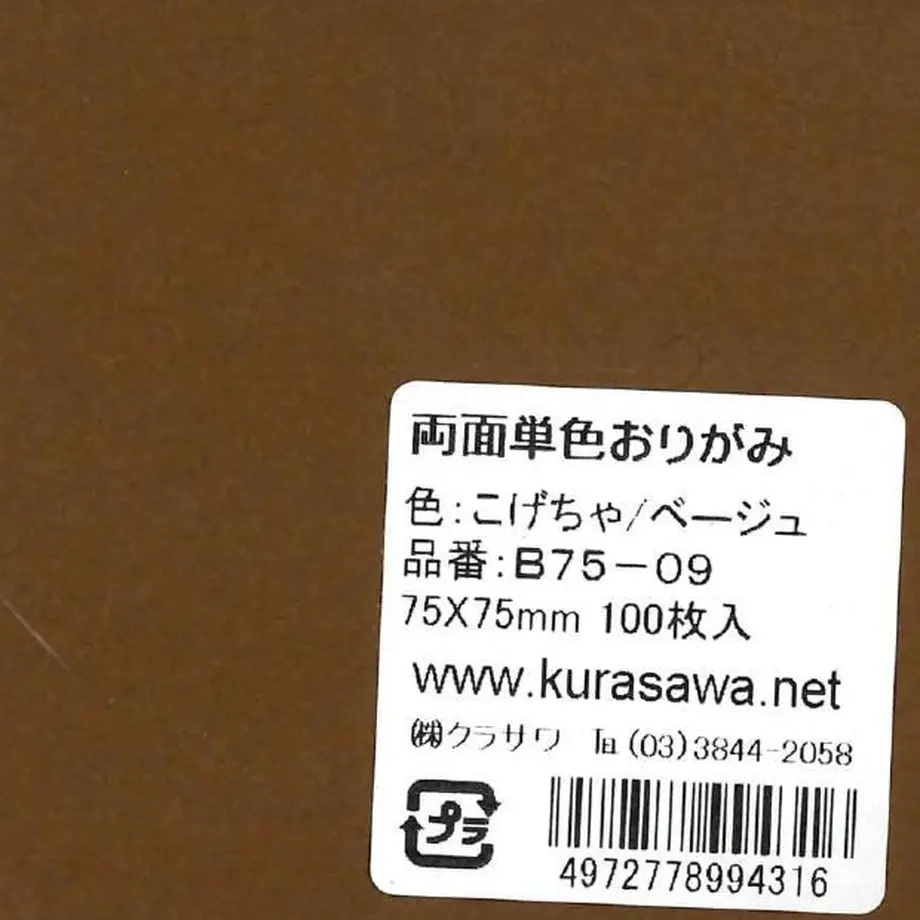 両面単色おりがみ
色:こげちゃ/ベージュ
品番:B75-09
75X75mm 100枚入
www.kurasawa.net
㈱クラサワ ℡(03)3844-2058
プラ
4972778994316